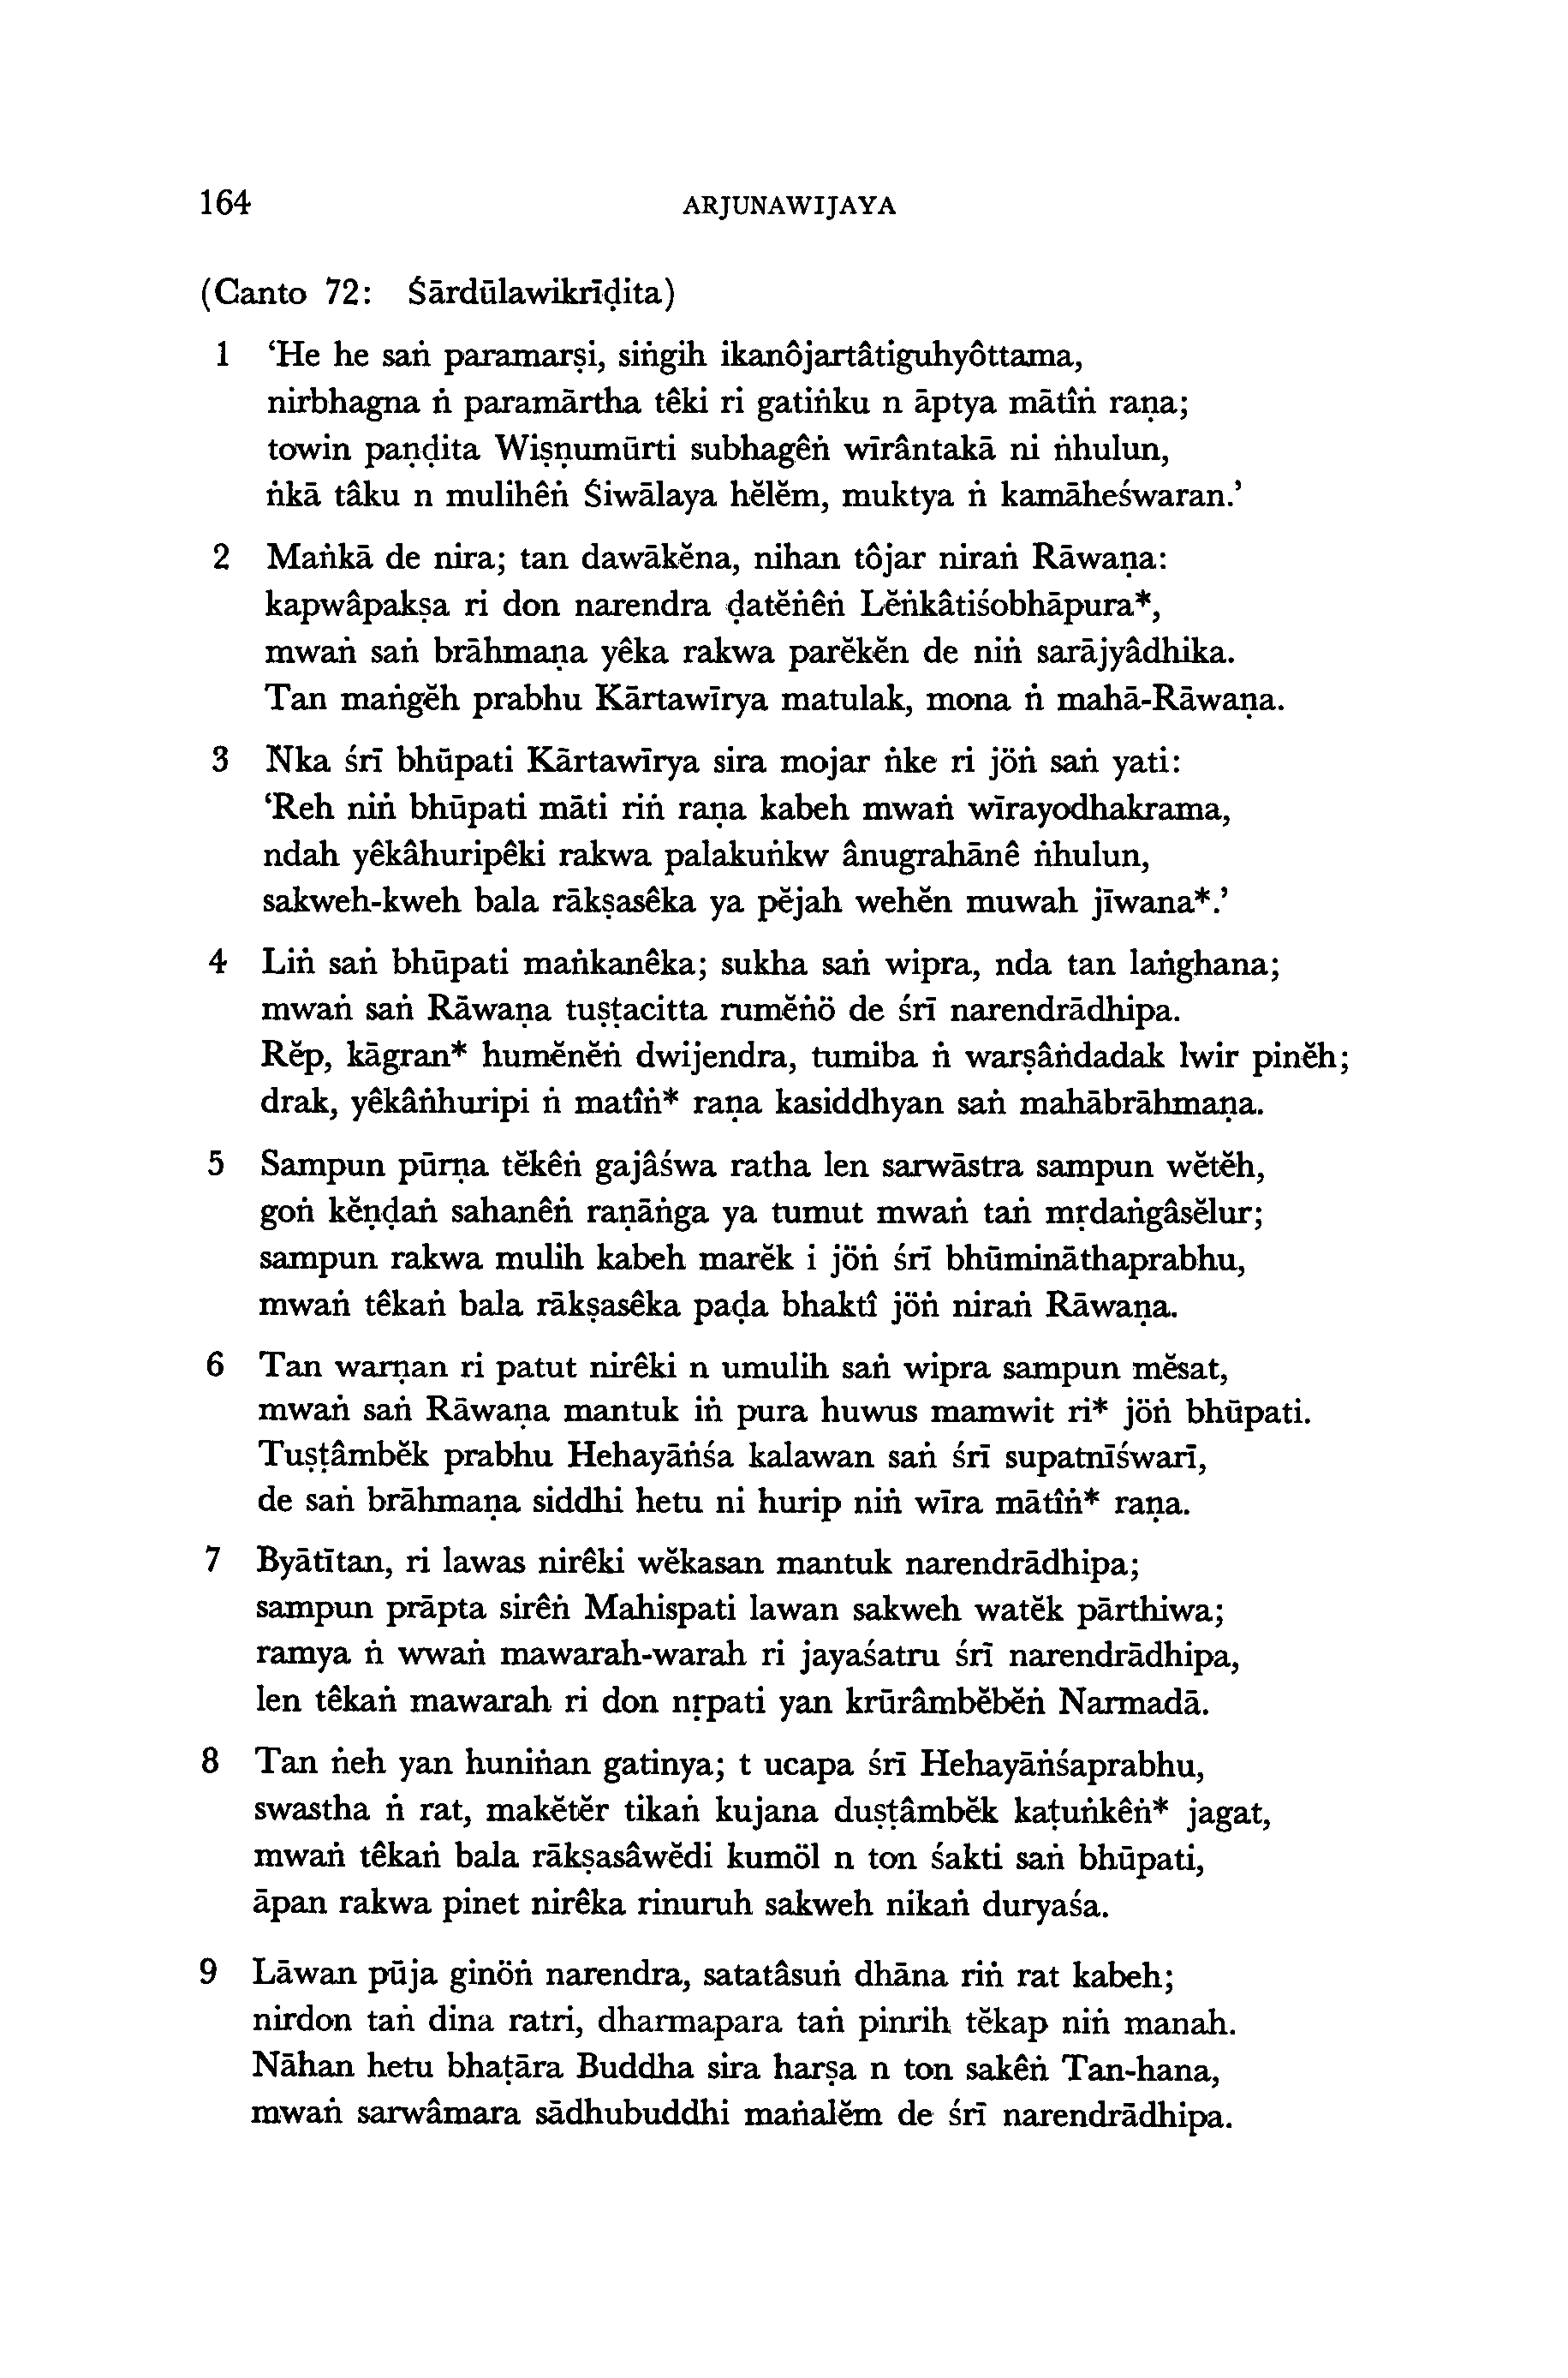 164 ARJUNAWIJAYA
(Canto 72: Śārdūlawikrīḍita)
1 ‘He he saṅ paramarṣi, siṅgih ikanôjartâtiguhyôttama,
nirbhagna ṅ paramārtha têki ri gatiṅku n āptya mātîṅ raṇa;
towin paṇḍita Wiṣṇumūrti subhagêṅ wīrântakā ni ṅhulun,
ṅkā tâku n mulihêṅ Śiwālaya hĕlĕm, muktya ṅ kamāheśwaran.’
2 Maṅkā de nira; tan dawākĕna, nihan tôjar niraṅ Rāwaṇa:
kapwâpakṣa ri don narendra ḍatĕṅêṅ Lĕṅkâtiśobhāpura*,
mwaṅ saṅ brāhmaṇa yêka rakwa parĕkĕn de niṅ sarājyâdhika.
Tan maṅgĕh prabhu Kārtawīrya matulak, mona ṅ mahā-Rāwaṇa.
3 Ṅka śrī bhūpati Kārtawīrya sira mojar ṅke ri jöṅ saṅ yati:
‘Reh niṅ bhūpati māti riṅ raṇa kabeh mwaṅ wīrayodhakrama,
ndah yêkâhuripêki rakwa palakuṅkw ânugrahānê ṅhulun,
sakweh-kweh bala rākṣasêka ya pĕjah wehĕn muwah jīwana*.’
4 Liṅ saṅ bhūpati maṅkanêka; sukha saṅ wipra, nda tan laṅghana;
mwaṅ saṅ Rāwaṇa tuṣṭacitta rumĕṅö de śrī narendrādhipa.
Rĕp, kāgran* humĕnĕṅ dwijendra, tumiba ṅ warṣâṅdadak lwir pinĕh;
drak, yêkâṅhuripi ṅ matîṅ* raṇa kasiddhyan saṅ mahābrāhmaṇa.
5 Sampun pūrṇa tĕkêṅ gajâśwa ratha len sarwāstra sampun wĕtĕh,
goṅ kĕṇḍaṅ sahanêṅ raṇāṅga ya tumut mwaṅ taṅ mṛdaṅgâsĕlur;
sampun rakwa mulih kabeh marĕk i jöṅ śrī bhūmināthaprabhu,
mwaṅ têkaṅ bala rākṣasêka paḍa bhaktî jöṅ niraṅ Rāwaṇa.
6 Tan warṇan ri patut nirêki n umulih saṅ wipra sampun mĕsat,
mwaṅ saṅ Rāwaṇa mantuk iṅ pura huwus mamwit ri* jöṅ bhūpati.
Tuṣṭâmbĕk prabhu Hehayāṅśa kalawan saṅ śrī supatnīśwarī,
de saṅ brāhmaṇa siddhi hetu ni hurip niṅ wīra mātîṅ* raṇa.
7 Byātītan, ri lawas nirêki wĕkasan mantuk narendrādhipa;
sampun prāpta sirêṅ Mahispati lawan sakweh watĕk pārthiwa;
ramya ṅ wwaṅ mawarah-warah ri jayaśatru śrī narendrādhipa,
len têkaṅ mawarah ri don nṛpati yan krūrâmbĕbĕṅ Narmadā.
8 Tan ṅeh yan huniṅan gatinya; t ucapa śrī Hehayāṅśaprabhu,
swastha ṅ rat, makĕtĕr tikaṅ kujana duṣṭâmbĕk kaṭuṅkêṅ* jagat,
mwaṅ têkaṅ bala rākṣasâwĕdi kumöl n ton śakti saṅ bhūpati,
āpan rakwa pinet nirêka rinuruh sakweh nikaṅ duryaśa.
9 Lāwan pūja ginöṅ narendra, satatâsuṅ dhāna riṅ rat kabeh;
nirdon taṅ dina ratri, dharmapara taṅ pinrih tĕkap niṅ manah.
Nāhan hetu bhaṭāra Buddha sira harṣa n ton sakêṅ Tan-hana,
mwaṅ sarwâmara sādhubuddhi maṅalĕm de śrī narendrādhipa.